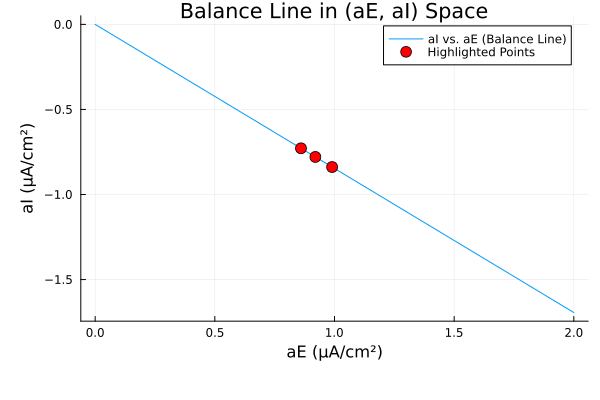 Balance Line in (aE, aI) Space
aI vs. aE (Balance Line)
Highlighted Points
0.0
−0.5
−1.0
−1.5
aI (μA/cm²)
0.0 0.5 1.0 1.5 2.0
aE (μA/cm²)